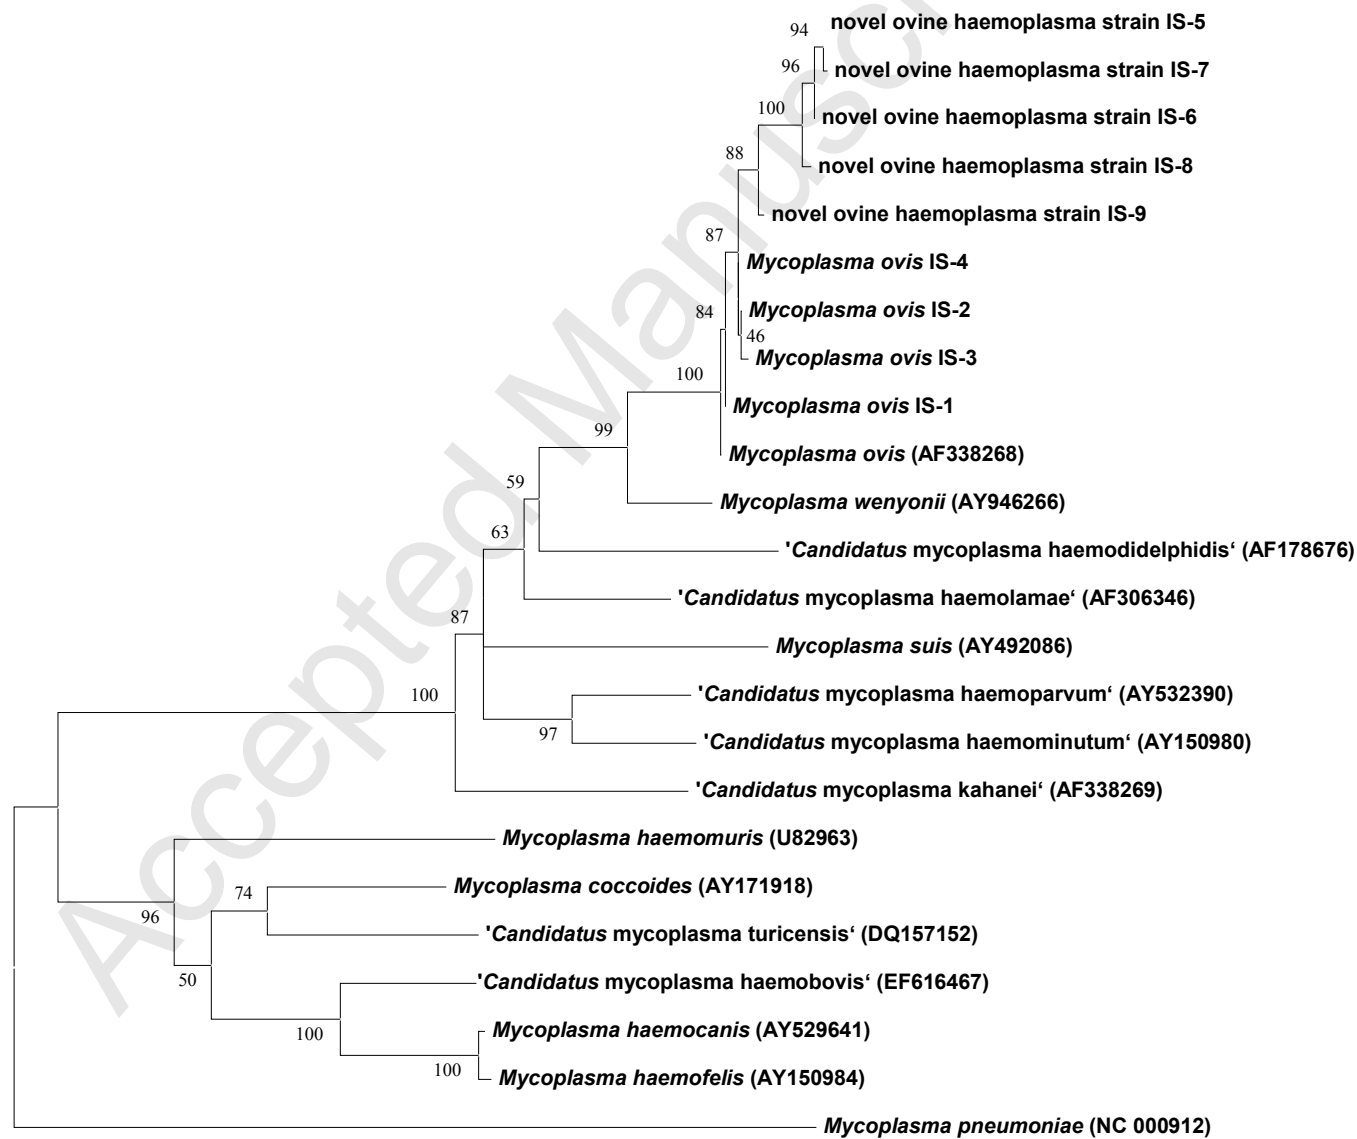 novel ovine haemoplasma strain IS-5
94
96
novel ovine haemoplasma strain IS-7
100
novel ovine haemoplasma strain IS-6
88
novel ovine haemoplasma strain IS-8
novel ovine haemoplasma strain IS-9
87
Mycoplasma ovis IS-4
84
Mycoplasma ovis IS-2
46
Mycoplasma ovis IS-3
100
Mycoplasma ovis IS-1
99
Mycoplasma ovis (AF338268)
59
Mycoplasma wenyonii (AY946266)
63
'Candidatus mycoplasma haemodidelphidis‘ (AF178676)
'Candidatus mycoplasma haemolamae‘ (AF306346)
87
Mycoplasma suis (AY492086)
100
'Candidatus mycoplasma haemoparvum‘ (AY532390)
97
'Candidatus mycoplasma haemominutum‘ (AY150980)
'Candidatus mycoplasma kahanei‘ (AF338269)
Mycoplasma haemomuris (U82963)
74
Mycoplasma coccoides (AY171918)
96
'Candidatus mycoplasma turicensis‘ (DQ157152)
50
'Candidatus mycoplasma haemobovis‘ (EF616467)
100
Mycoplasma haemocanis (AY529641)
100
Mycoplasma haemofelis (AY150984)
Mycoplasma pneumoniae (NC 000912)
Accepted Manusc